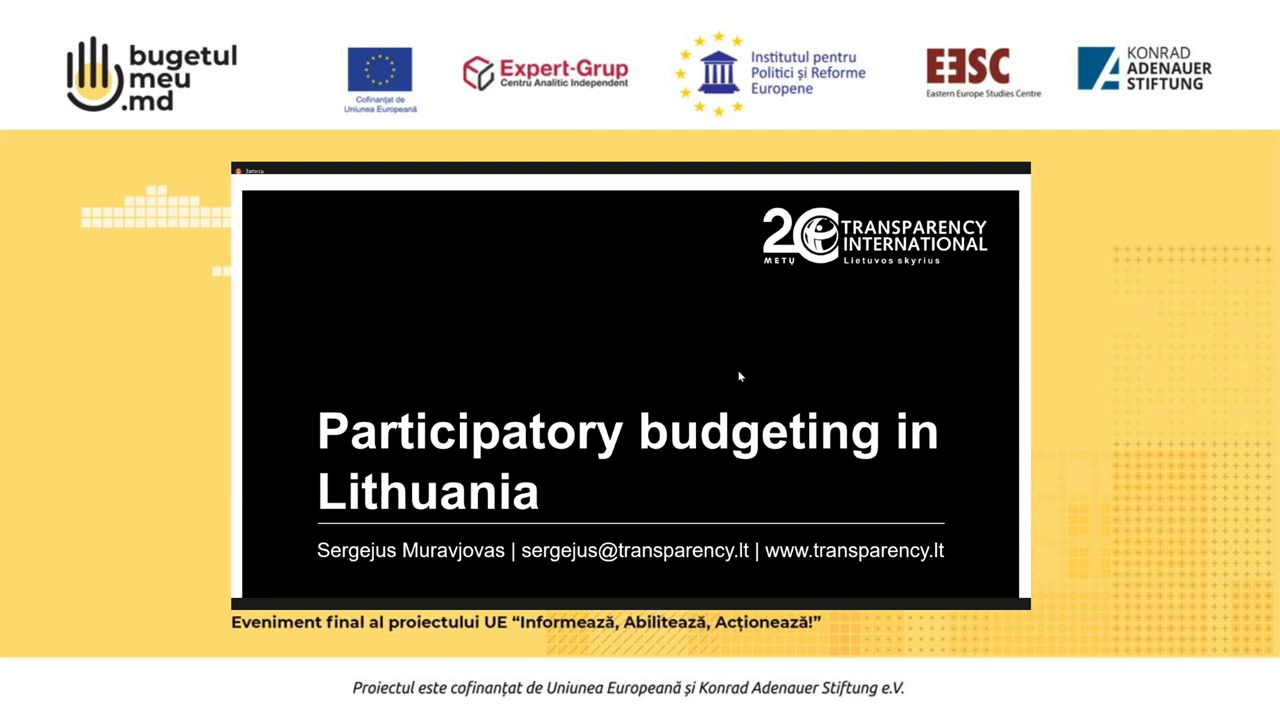 bugetul
meu
.md
Cofinanțat de
Uniunea Europeană
Expert-Grup
Centru Analitic Independent
Institutul pentru
Politici și Reforme
Europene
EESC
Eastern Europe Studies Centre
KONRAD
ADENAUER
STIFTUNG
Запись
20
METŲ
TRANSPARENCY
INTERNATIONAL
Lietuvos skyrius
Participatory budgeting in
Lithuania
Sergejus Muravjovas | sergejus@transparency.lt | www.transparency.lt
Eveniment final al proiectului UE “Informează, Abilitează, Acționează!”
Proiectul este cofinanțat de Uniunea Europeană și Konrad Adenauer Stiftung e.V.